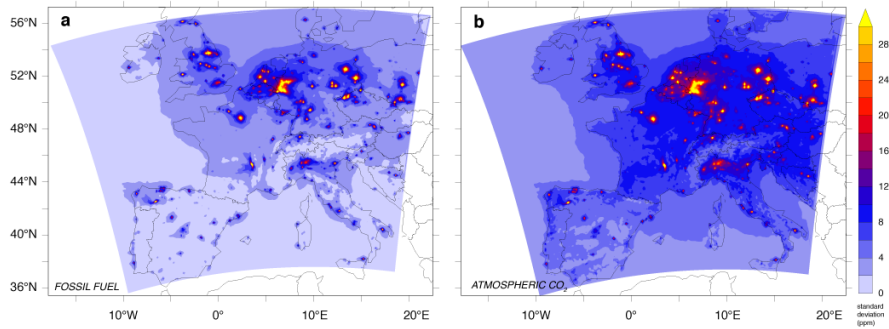 a
b
56°N
52°N
48°N
44°N
40°N
36°N
FOSSIL FUEL
ATMOSPHERIC CO2
10°W
0°
10°E
20°E
10°W
0°
10°E
20°E
28
24
20
16
12
8
4
0
standard
deviation
(ppm)